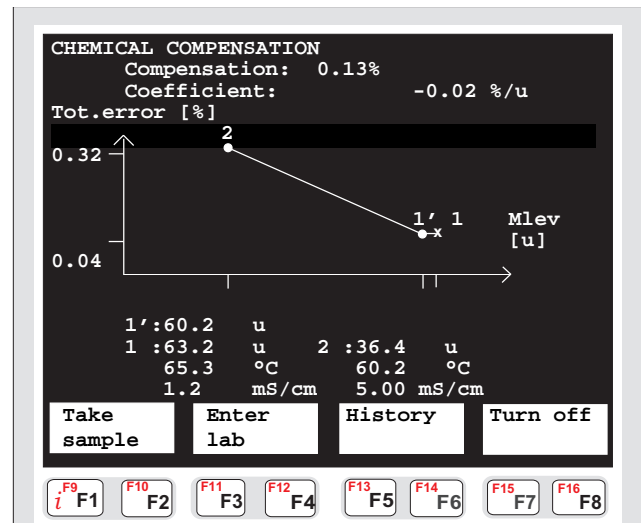 CHEMICAL COMPENSATION
Compensation: 0.13%
Coefficient: -0.02 %/u
Tot.error [%]
2
0.32
1′ 1 Mlev
x [u]
0.04
1′:60.2 u
1 :63.2 u 2 :36.4 u
65.3 ºC 60.2 ºC
1.2 mS/cm 5.00 mS/cm
Take Enter History Turn off
sample lab
F9 F10 F11 F12 F13 F14 F15 F16
i F1 F2 F3 F4 F5 F6 F7 F8